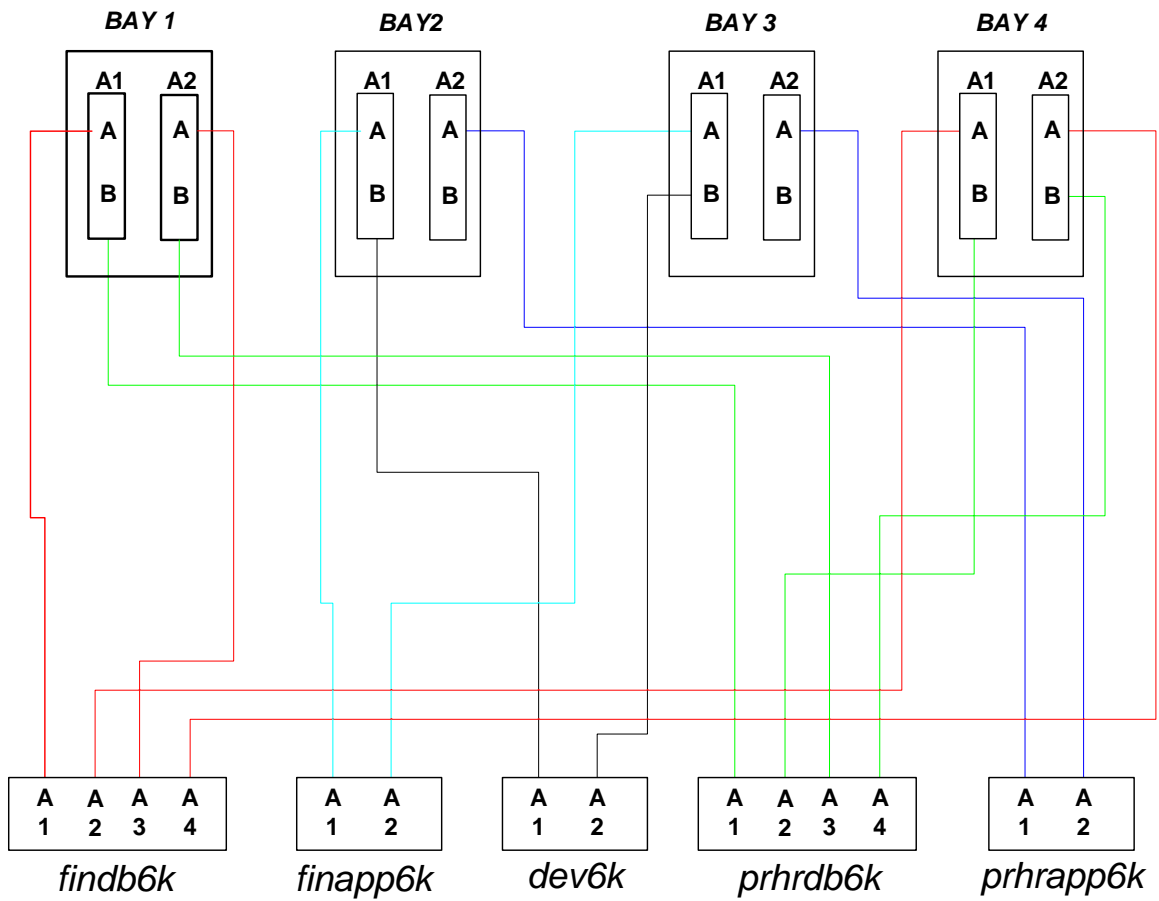 BAY 1 BAY2 BAY 3 BAY 4
A1 A2 A1 A2 A1 A2 A1 A2
A A A A A A A A
B B B B B B B B
A A A A A A A A A A A A A A
1 2 3 4 1 2 1 2 1 2 3 4 1 2
findb6k finapp6k dev6k prhrdb6k prhrapp6k